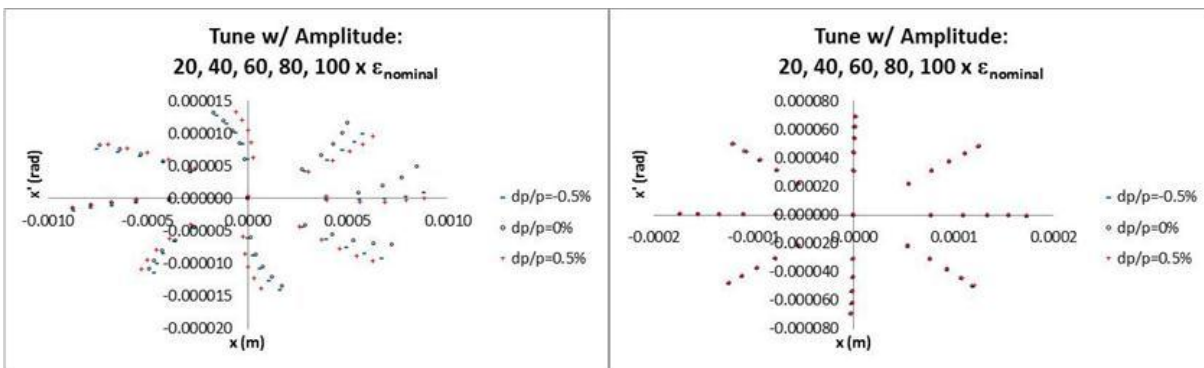 Tune w/ Amplitude:
20, 40, 60, 80, 100 x εnominal
0.000015
0.000010
0.000005
0.000000
-0.0010
-0.0005
0.0000
0.0005
0.0010
-0.000005
-0.000010
-0.000015
-0.000020
x' (rad)
x (m)
dp/p=-0.5%
dp/p=0%
dp/p=0.5%
Tune w/ Amplitude:
20, 40, 60, 80, 100 x εnominal
0.000080
0.000060
0.000040
0.000020
0.000000
-0.0002
-0.0001
0.0000
0.0001
0.0002
-0.000020
-0.000040
-0.000060
-0.000080
x' (rad)
x (m)
dp/p=-0.5%
dp/p=0%
dp/p=0.5%